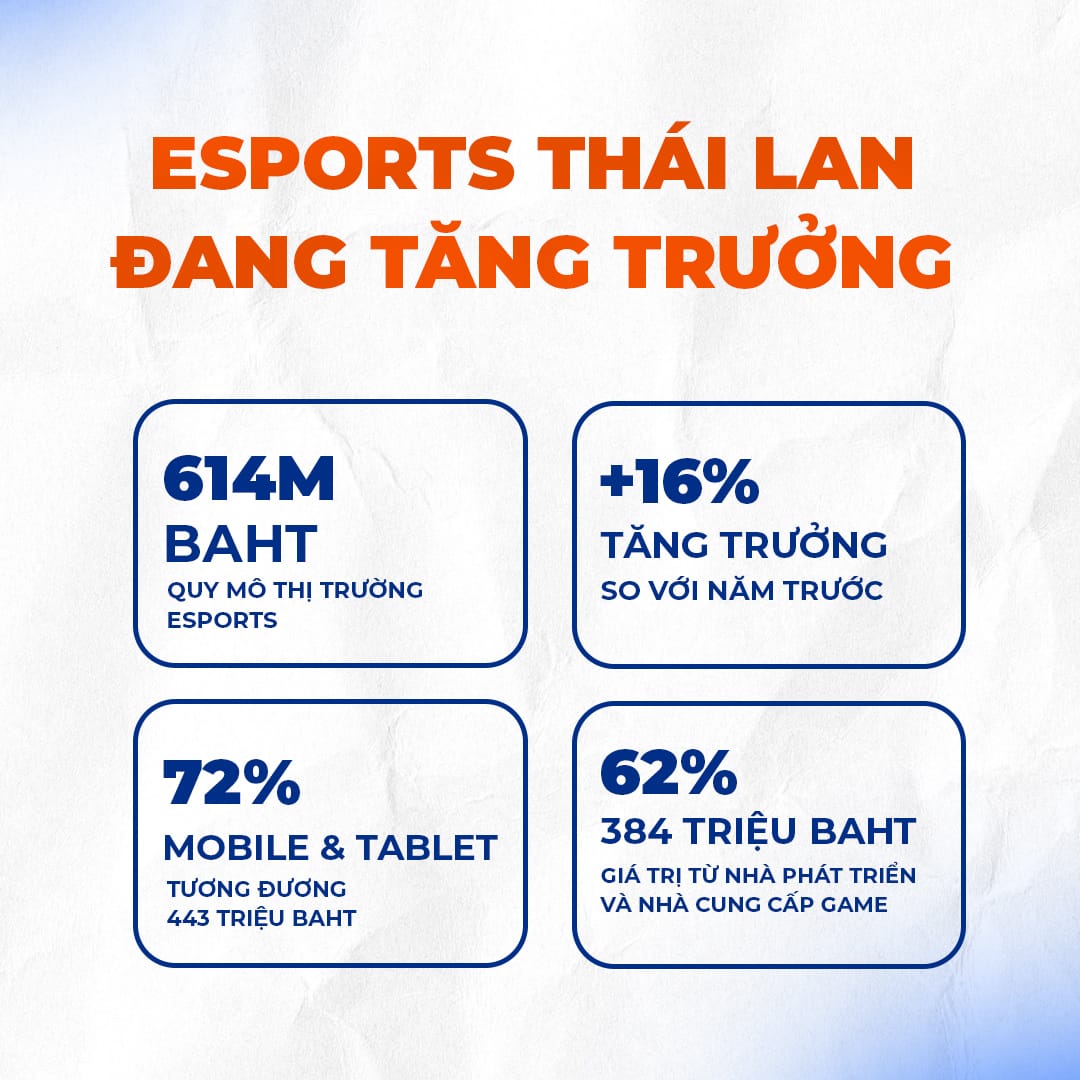 ESPORTS THÁI LAN
ĐANG TĂNG TRƯỞNG
614M
BAHT
QUY MÔ THỊ TRƯỜNG
ESPORTS
+16%
TĂNG TRƯỞNG
SO VỚI NĂM TRƯỚC
72%
MOBILE & TABLET
TƯƠNG ĐƯƠNG
443 TRIỆU BAHT
62%
384 TRIỆU BAHT
GIÁ TRỊ TỪ NHÀ PHÁT TRIỂN
VÀ NHÀ CUNG CẤP GAME